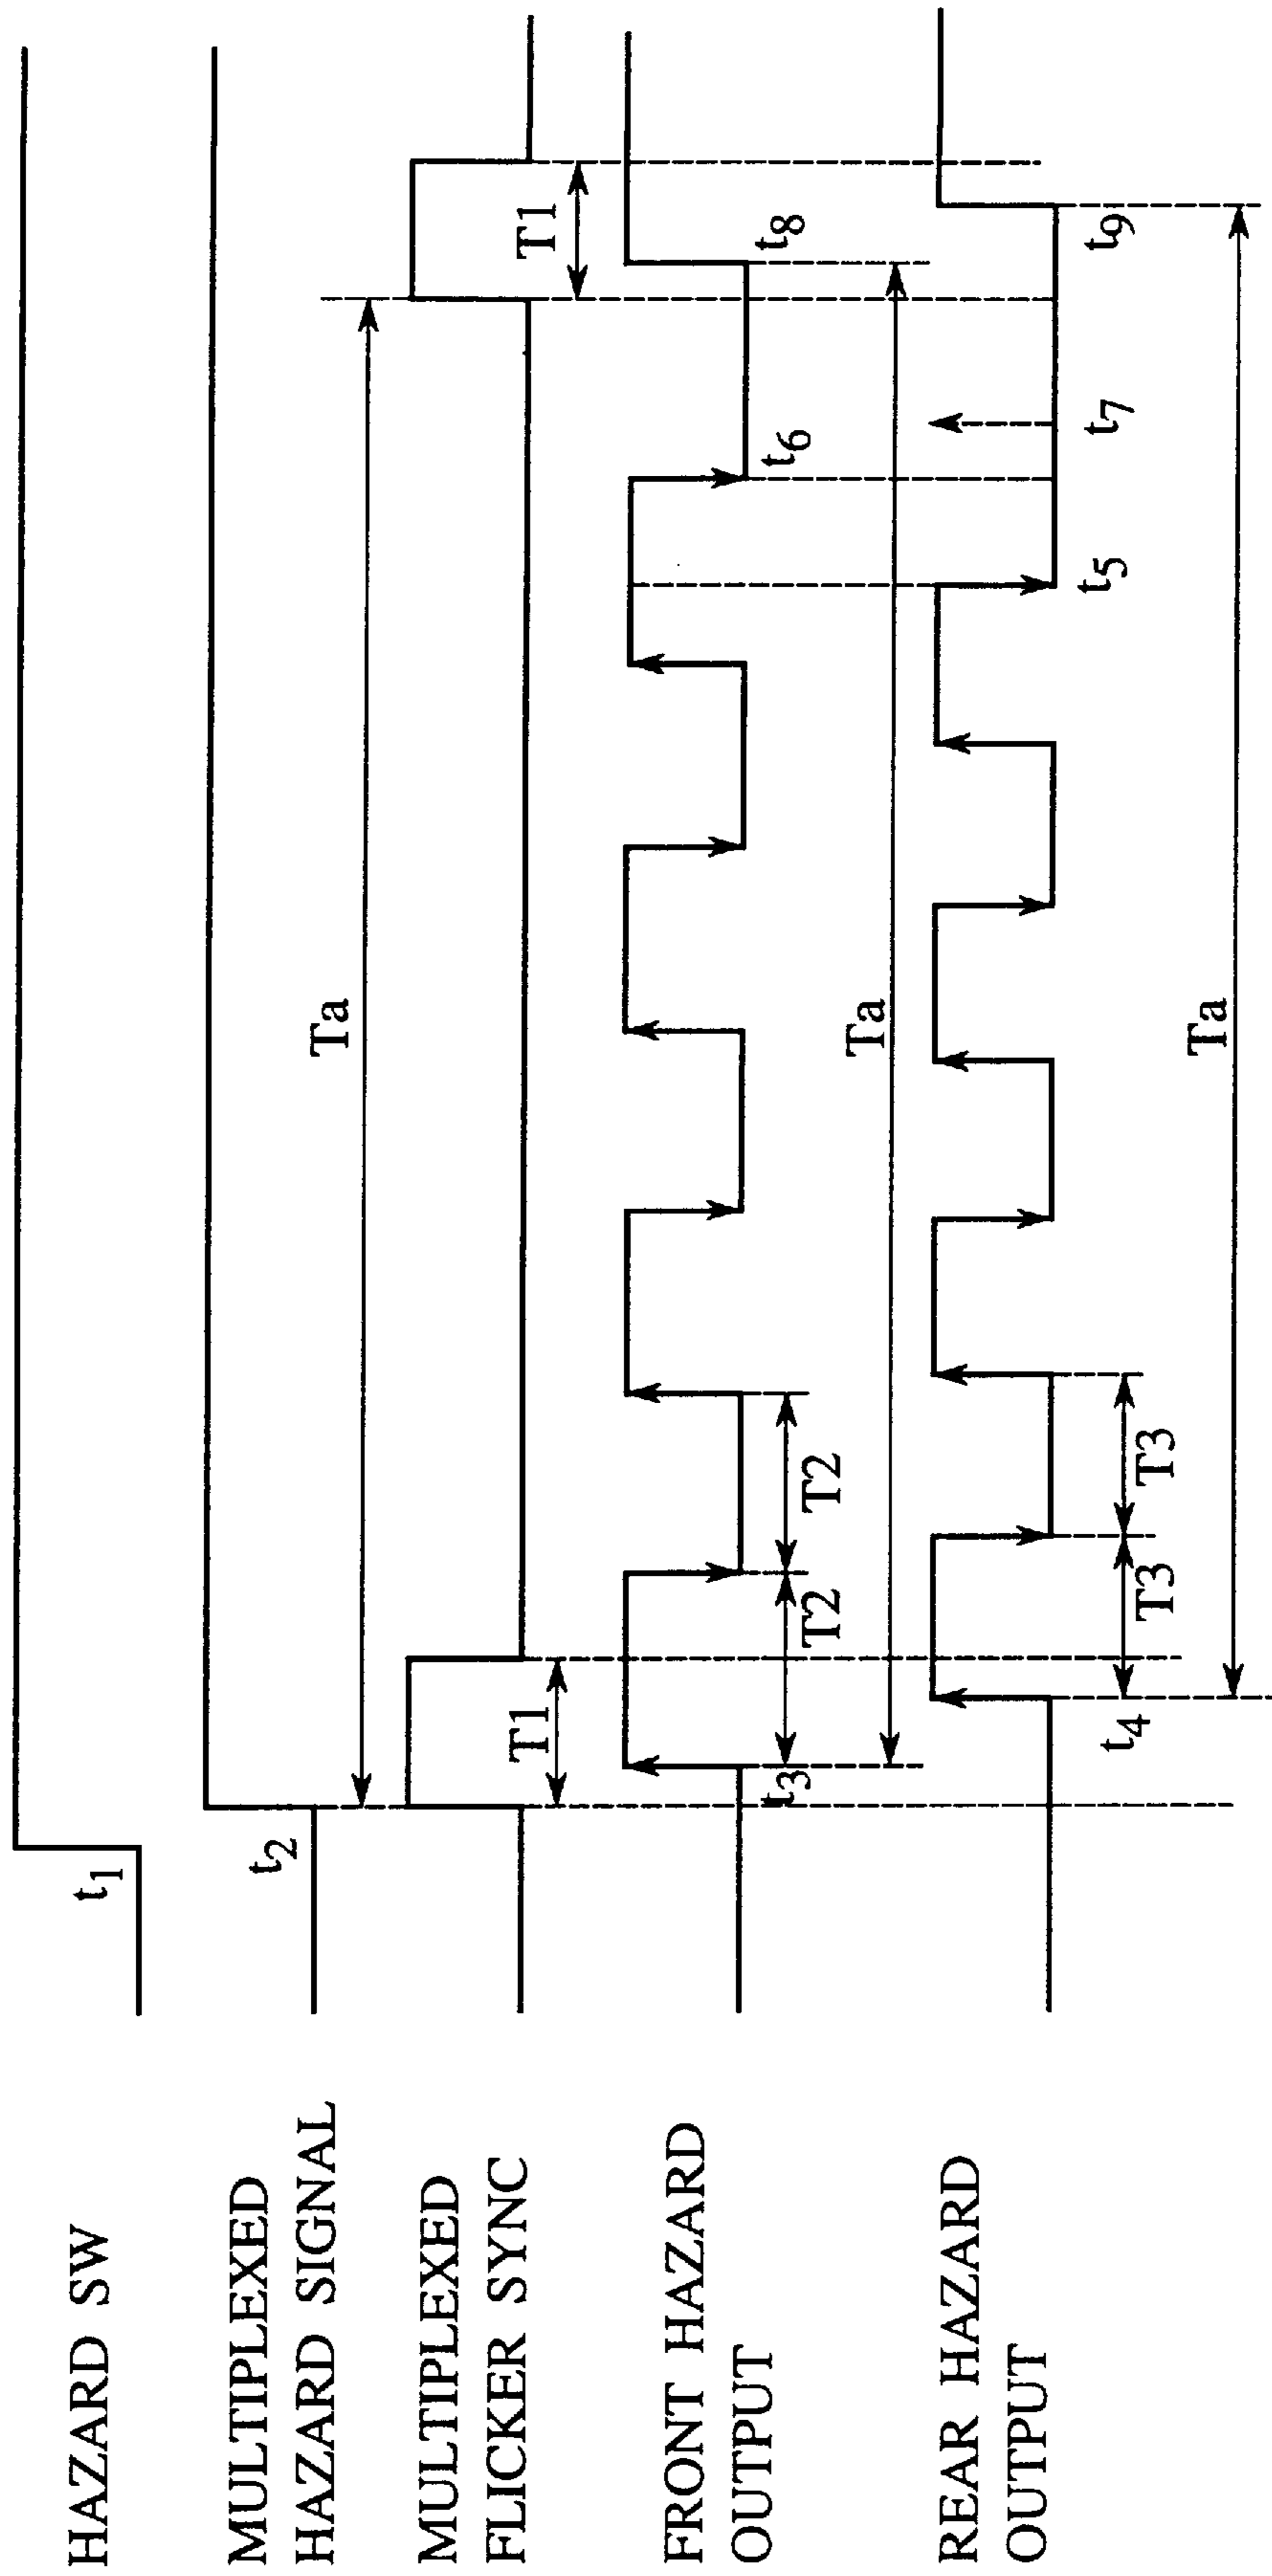 HAZARD SW
t1
MULTIPLEXED
HAZARD SIGNAL
t2
Ta
MULTIPLEXED
FLICKER SYNC
T1
T1
FRONT HAZARD
OUTPUT
t3
T2
T2
t6
t8
Ta
REAR HAZARD
OUTPUT
t4
T3
T3
t5
t7
t9
Ta